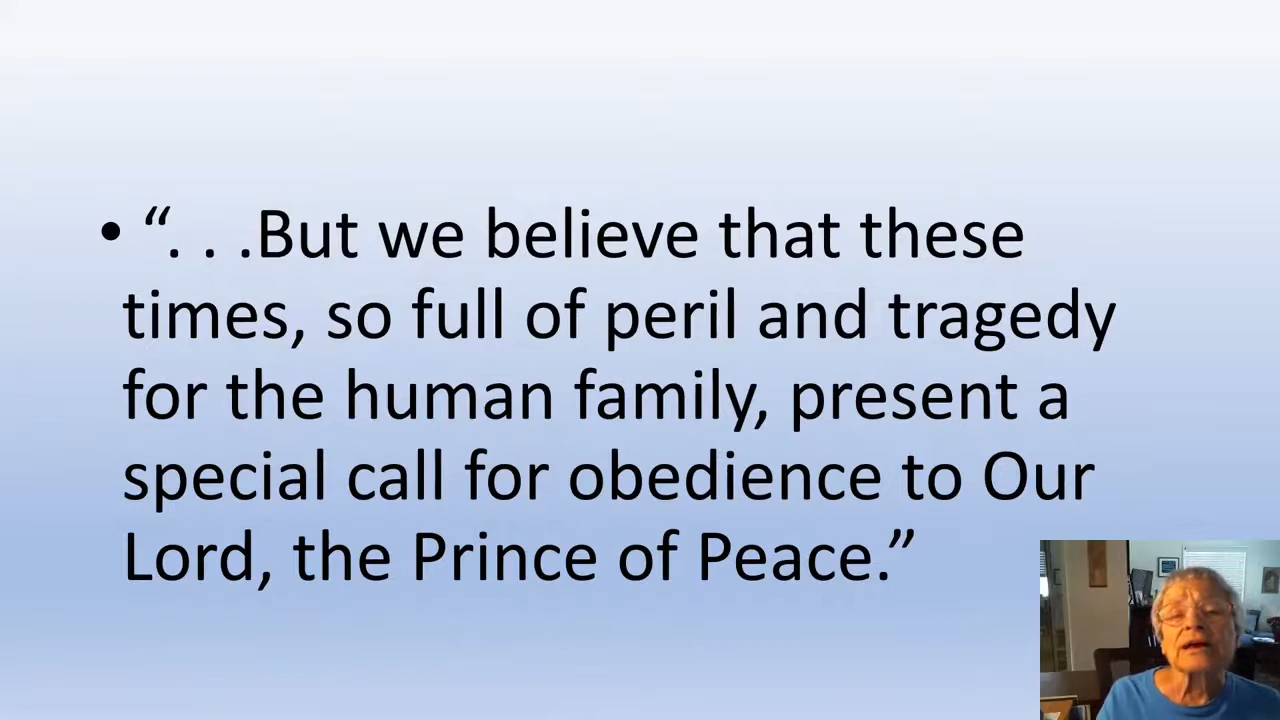 • “. . .But we believe that these
times, so full of peril and tragedy
for the human family, present a
special call for obedience to Our
Lord, the Prince of Peace.”